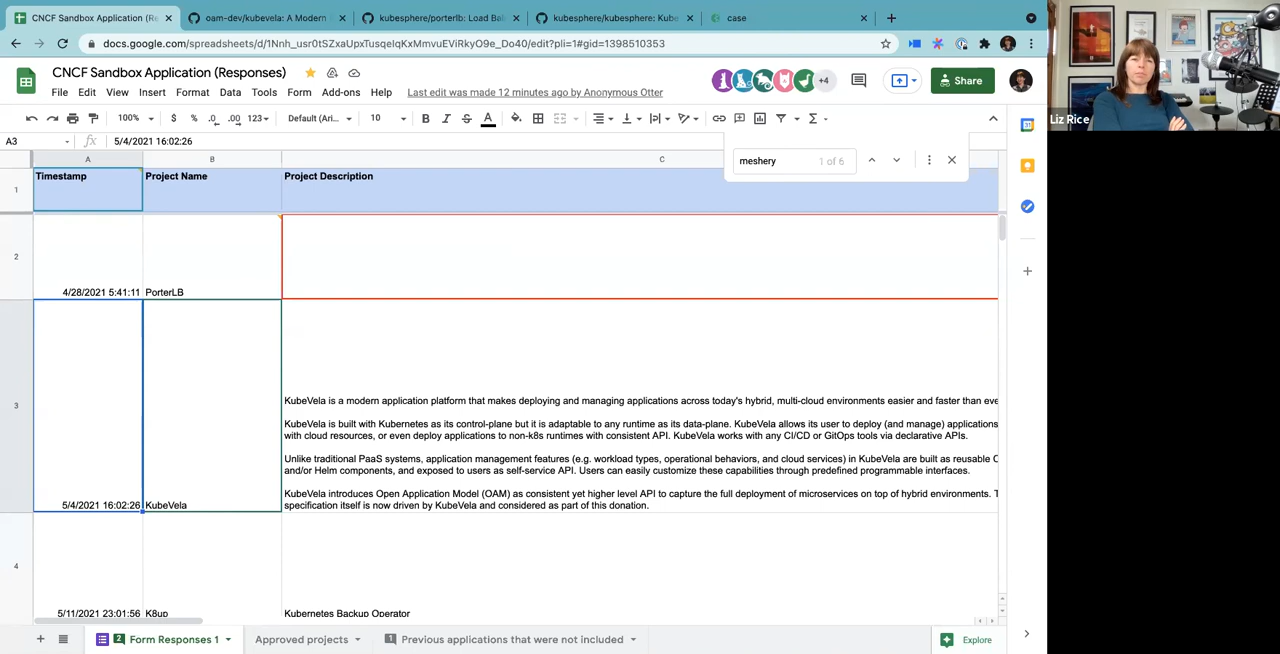 CNCF Sandbox Application (Re
oam-dev/kubevela: A Modern
kubesphere/porterlb: Load Ba
kubesphere/kubesphere: Kube
case
docs.google.com/spreadsheets/d/1Nnh_usr0tSZxaUpxTusqelqKxMmvuEViRkyO9e_Do40/edit?pli=1#gid=1398510353
CNCF Sandbox Application (Responses)
+4
Share
File Edit View Insert Format Data Tools Form Add-ons Help Last edit was made 12 minutes ago by Anonymous Otter
100% $ % .0 .00 123 Default (Ari... 10 B I S A
A3 fx 5/4/2021 16:02:26
meshery 1 of 6
A B C
1 Timestamp Project Name Project Description
2 4/28/2021 5:41:11 PorterLB
3 5/4/2021 16:02:26 KubeVela
KubeVela is a modern application platform that makes deploying and managing applications across today's hybrid, multi-cloud environments easier and faster than eve
KubeVela is built with Kubernetes as its control-plane but it is adaptable to any runtime as its data-plane. KubeVela allows its user to deploy (and manage) applications
with cloud resources, or even deploy applications to non-k8s runtimes with consistent API. KubeVela works with any CI/CD or GitOps tools via declarative APIs.
Unlike traditional PaaS systems, application management features (e.g. workload types, operational behaviors, and cloud services) in KubeVela are built as reusable C
and/or Helm components, and exposed to users as self-service API. Users can easily customize these capabilities through predefined programmable interfaces.
KubeVela introduces Open Application Model (OAM) as consistent yet higher level API to capture the full deployment of microservices on top of hybrid environments. T
specification itself is now driven by KubeVela and considered as part of this donation.
4 5/11/2021 23:01:56 K8up Kubernetes Backup Operator
2 Form Responses 1 Approved projects 1 Previous applications that were not included Explore
Liz Rice